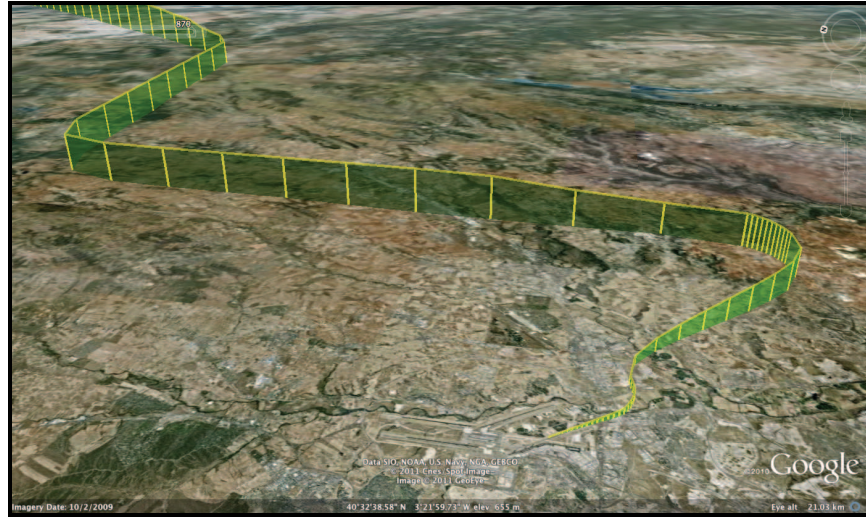 870
Data SIO, NOAA, U.S. Navy, NGA, GEBCO
© 2011 Cnes/Spot Image
Image © 2011 GeoEye
©2010 Google
Imagery Date: 10/2/2009 40°32'38.58" N 3°21'59.73" W elev 655 m Eye alt 21.03 km